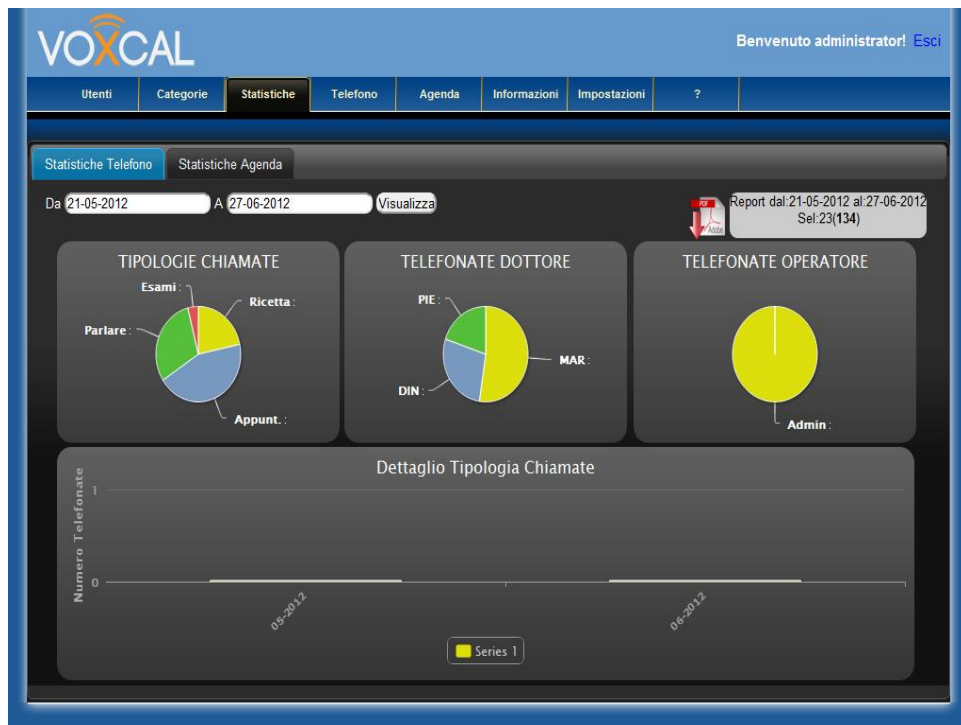 VOXCAL
Benvenuto administrator! Esci
Utenti Categorie Statistiche Telefono Agenda Informazioni Impostazioni ?
Statistiche Telefono Statistiche Agenda
Da 21-05-2012 A 27-06-2012 Visualizza
PDF
Adobe
Report dal:21-05-2012 al:27-06-2012
Sel:23(134)
TIPOLOGIE CHIAMATE
Esami :
Ricetta :
Parlare :
Appunt. :
TELEFONATE DOTTORE
PIE :
MAR :
DIN :
TELEFONATE OPERATORE
Admin :
Dettaglio Tipologia Chiamate
Numero Telefonate
1
0
05-2012
06-2012
Series 1